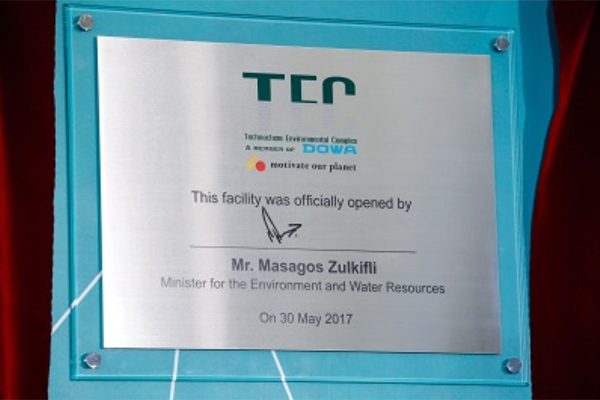 TEC
Technochem Environmental Complex
A MEMBER OF DOWA
motivate our planet
This facility was officially opened by
Mr. Masagos Zulkifli
Minister for the Environment and Water Resources
On 30 May 2017